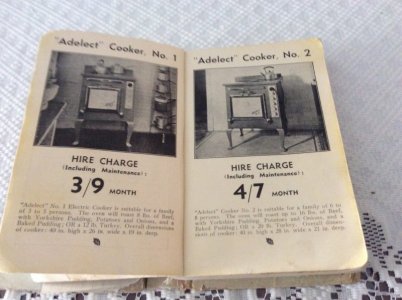 "Adelect" Cooker, No. 1
HIRE CHARGE
(Including Maintenance!)
3/9 MONTH
"Adelect" No. 1 Electric Cooker is suitable for a family
of 3 to 5 persons. The oven will roast 8 lbs. of Beef,
with Yorkshire Pudding, Potatoes and Onions, and a
Baked Pudding; OR a 12 lb. Turkey. Overall dimensions
of cooker: 40 in. high x 26 in. wide x 19 in. deep.
"Adelect" Cooker, No. 2
HIRE CHARGE
(Including Maintenance!)
4/7 MONTH
"Adelect" Cooker No. 2 is suitable for a family of 6 to
8 persons. The oven will roast up to 16 lbs. of Beef,
with Yorkshire Pudding, Potatoes and Onions, and a
Baked Pudding; OR a 20 lb. Turkey. Overall dimen-
sions of cooker: 40 in. high x 28 in. wide x 21 in. deep.